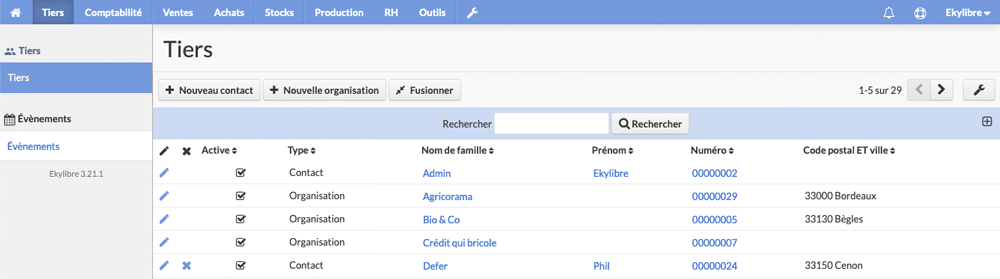 Tiers Comptabilité Ventes Achats Stocks Production RH Outils Ekylibre
Tiers
Tiers
Évènements
Évènements
Ekylibre 3.21.1
Tiers
Nouveau contact Nouvelle organisation Fusionner 1-5 sur 29
Rechercher Rechercher
Active Type Nom de famille Prénom Numéro Code postal ET ville
Contact Admin Ekylibre 00000002
Organisation Agricorama 00000029 33000 Bordeaux
Organisation Bio & Co 00000005 33130 Bègles
Organisation Crédit qui bricole 00000007
Contact Defer Phil 00000024 33150 Cenon